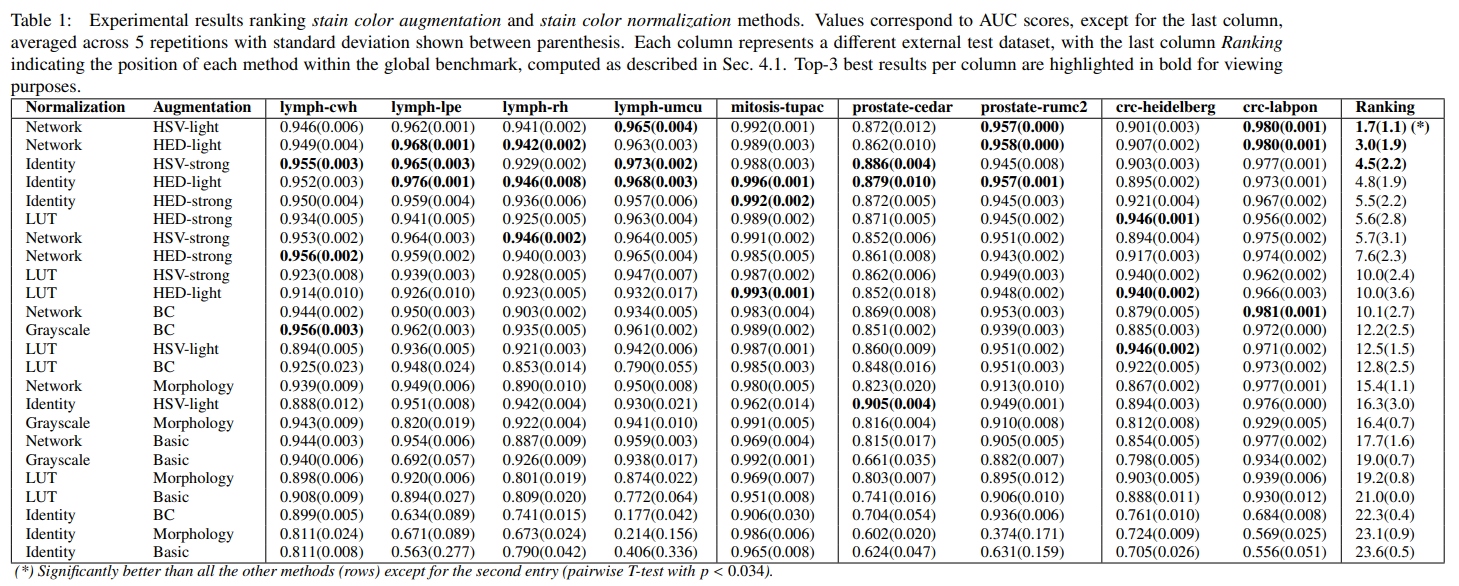 Table 1: Experimental results ranking stain color augmentation and stain color normalization methods. Values correspond to AUC scores, except for the last column,
averaged across 5 repetitions with standard deviation shown between parenthesis. Each column represents a different external test dataset, with the last column Ranking
indicating the position of each method within the global benchmark, computed as described in Sec. 4.1. Top-3 best results per column are highlighted in bold for viewing
purposes.
Normalization Augmentation lymph-cwh lymph-lpe lymph-rh lymph-umcu mitosis-tupac prostate-cedar prostate-rumc2 crc-heidelberg crc-labpon Ranking
Network HSV-light 0.946(0.006) 0.962(0.001) 0.941(0.002) 0.965(0.004) 0.992(0.001) 0.872(0.012) 0.957(0.000) 0.901(0.003) 0.980(0.001) 1.7(1.1) (*)
Network HED-light 0.949(0.004) 0.968(0.001) 0.942(0.002) 0.963(0.003) 0.989(0.003) 0.862(0.010) 0.958(0.000) 0.907(0.002) 0.980(0.001) 3.0(1.9)
Identity HSV-strong 0.955(0.003) 0.965(0.003) 0.929(0.002) 0.973(0.002) 0.988(0.003) 0.886(0.004) 0.945(0.008) 0.903(0.003) 0.977(0.001) 4.5(2.2)
Identity HED-light 0.952(0.003) 0.976(0.001) 0.946(0.008) 0.968(0.003) 0.996(0.001) 0.879(0.010) 0.957(0.001) 0.895(0.002) 0.973(0.001) 4.8(1.9)
Identity HED-strong 0.950(0.004) 0.959(0.004) 0.936(0.006) 0.957(0.006) 0.992(0.002) 0.872(0.005) 0.945(0.003) 0.921(0.004) 0.967(0.002) 5.5(2.2)
LUT HED-strong 0.934(0.005) 0.941(0.005) 0.925(0.005) 0.963(0.004) 0.989(0.002) 0.871(0.005) 0.945(0.002) 0.946(0.001) 0.956(0.002) 5.6(2.8)
Network HSV-strong 0.953(0.002) 0.964(0.003) 0.946(0.002) 0.964(0.005) 0.991(0.002) 0.852(0.006) 0.951(0.002) 0.894(0.004) 0.975(0.002) 5.7(3.1)
Network HED-strong 0.956(0.002) 0.959(0.002) 0.940(0.003) 0.965(0.004) 0.985(0.005) 0.861(0.008) 0.943(0.002) 0.917(0.003) 0.974(0.002) 7.6(2.3)
LUT HSV-strong 0.923(0.008) 0.939(0.003) 0.928(0.005) 0.947(0.007) 0.987(0.002) 0.862(0.006) 0.949(0.003) 0.940(0.002) 0.962(0.002) 10.0(2.4)
LUT HED-light 0.914(0.010) 0.926(0.010) 0.923(0.005) 0.932(0.017) 0.993(0.001) 0.852(0.018) 0.948(0.002) 0.940(0.002) 0.966(0.003) 10.0(3.6)
Network BC 0.944(0.002) 0.950(0.003) 0.903(0.002) 0.934(0.005) 0.983(0.004) 0.869(0.008) 0.953(0.003) 0.879(0.005) 0.981(0.001) 10.1(2.7)
Grayscale BC 0.956(0.003) 0.962(0.003) 0.935(0.005) 0.961(0.002) 0.989(0.002) 0.851(0.002) 0.939(0.003) 0.885(0.003) 0.972(0.000) 12.2(2.5)
LUT HSV-light 0.894(0.005) 0.936(0.005) 0.921(0.003) 0.942(0.006) 0.987(0.001) 0.860(0.009) 0.951(0.002) 0.946(0.002) 0.971(0.002) 12.5(1.5)
LUT BC 0.925(0.023) 0.948(0.024) 0.853(0.014) 0.790(0.055) 0.985(0.003) 0.848(0.016) 0.951(0.003) 0.922(0.005) 0.973(0.002) 12.8(2.5)
Network Morphology 0.939(0.009) 0.949(0.006) 0.890(0.010) 0.950(0.008) 0.980(0.005) 0.823(0.020) 0.913(0.010) 0.867(0.002) 0.977(0.001) 15.4(1.1)
Identity HSV-light 0.888(0.012) 0.951(0.008) 0.942(0.004) 0.930(0.021) 0.962(0.014) 0.905(0.004) 0.949(0.001) 0.894(0.003) 0.976(0.000) 16.3(3.0)
Grayscale Morphology 0.943(0.009) 0.820(0.019) 0.922(0.004) 0.941(0.010) 0.991(0.005) 0.816(0.004) 0.910(0.008) 0.812(0.008) 0.929(0.005) 16.4(0.7)
Network Basic 0.944(0.003) 0.954(0.006) 0.887(0.009) 0.959(0.003) 0.969(0.004) 0.815(0.017) 0.905(0.005) 0.854(0.005) 0.977(0.002) 17.7(1.6)
Grayscale Basic 0.940(0.006) 0.692(0.057) 0.926(0.009) 0.938(0.017) 0.992(0.001) 0.661(0.035) 0.882(0.007) 0.798(0.005) 0.934(0.002) 19.0(0.7)
LUT Morphology 0.898(0.006) 0.920(0.006) 0.801(0.019) 0.874(0.022) 0.969(0.007) 0.803(0.007) 0.895(0.012) 0.903(0.005) 0.939(0.006) 19.2(0.8)
LUT Basic 0.908(0.009) 0.894(0.027) 0.809(0.020) 0.772(0.064) 0.951(0.008) 0.741(0.016) 0.906(0.010) 0.888(0.011) 0.930(0.012) 21.0(0.0)
Identity BC 0.899(0.005) 0.634(0.089) 0.741(0.015) 0.177(0.042) 0.906(0.030) 0.704(0.054) 0.936(0.006) 0.761(0.010) 0.684(0.008) 22.3(0.4)
Identity Morphology 0.811(0.024) 0.671(0.089) 0.673(0.024) 0.214(0.156) 0.986(0.006) 0.602(0.020) 0.374(0.171) 0.724(0.009) 0.569(0.025) 23.1(0.9)
Identity Basic 0.811(0.008) 0.563(0.277) 0.790(0.042) 0.406(0.336) 0.965(0.008) 0.624(0.047) 0.631(0.159) 0.705(0.026) 0.556(0.051) 23.6(0.5)
(*) Significantly better than all the other methods (rows) except for the second entry (pairwise T-test with p < 0.034).